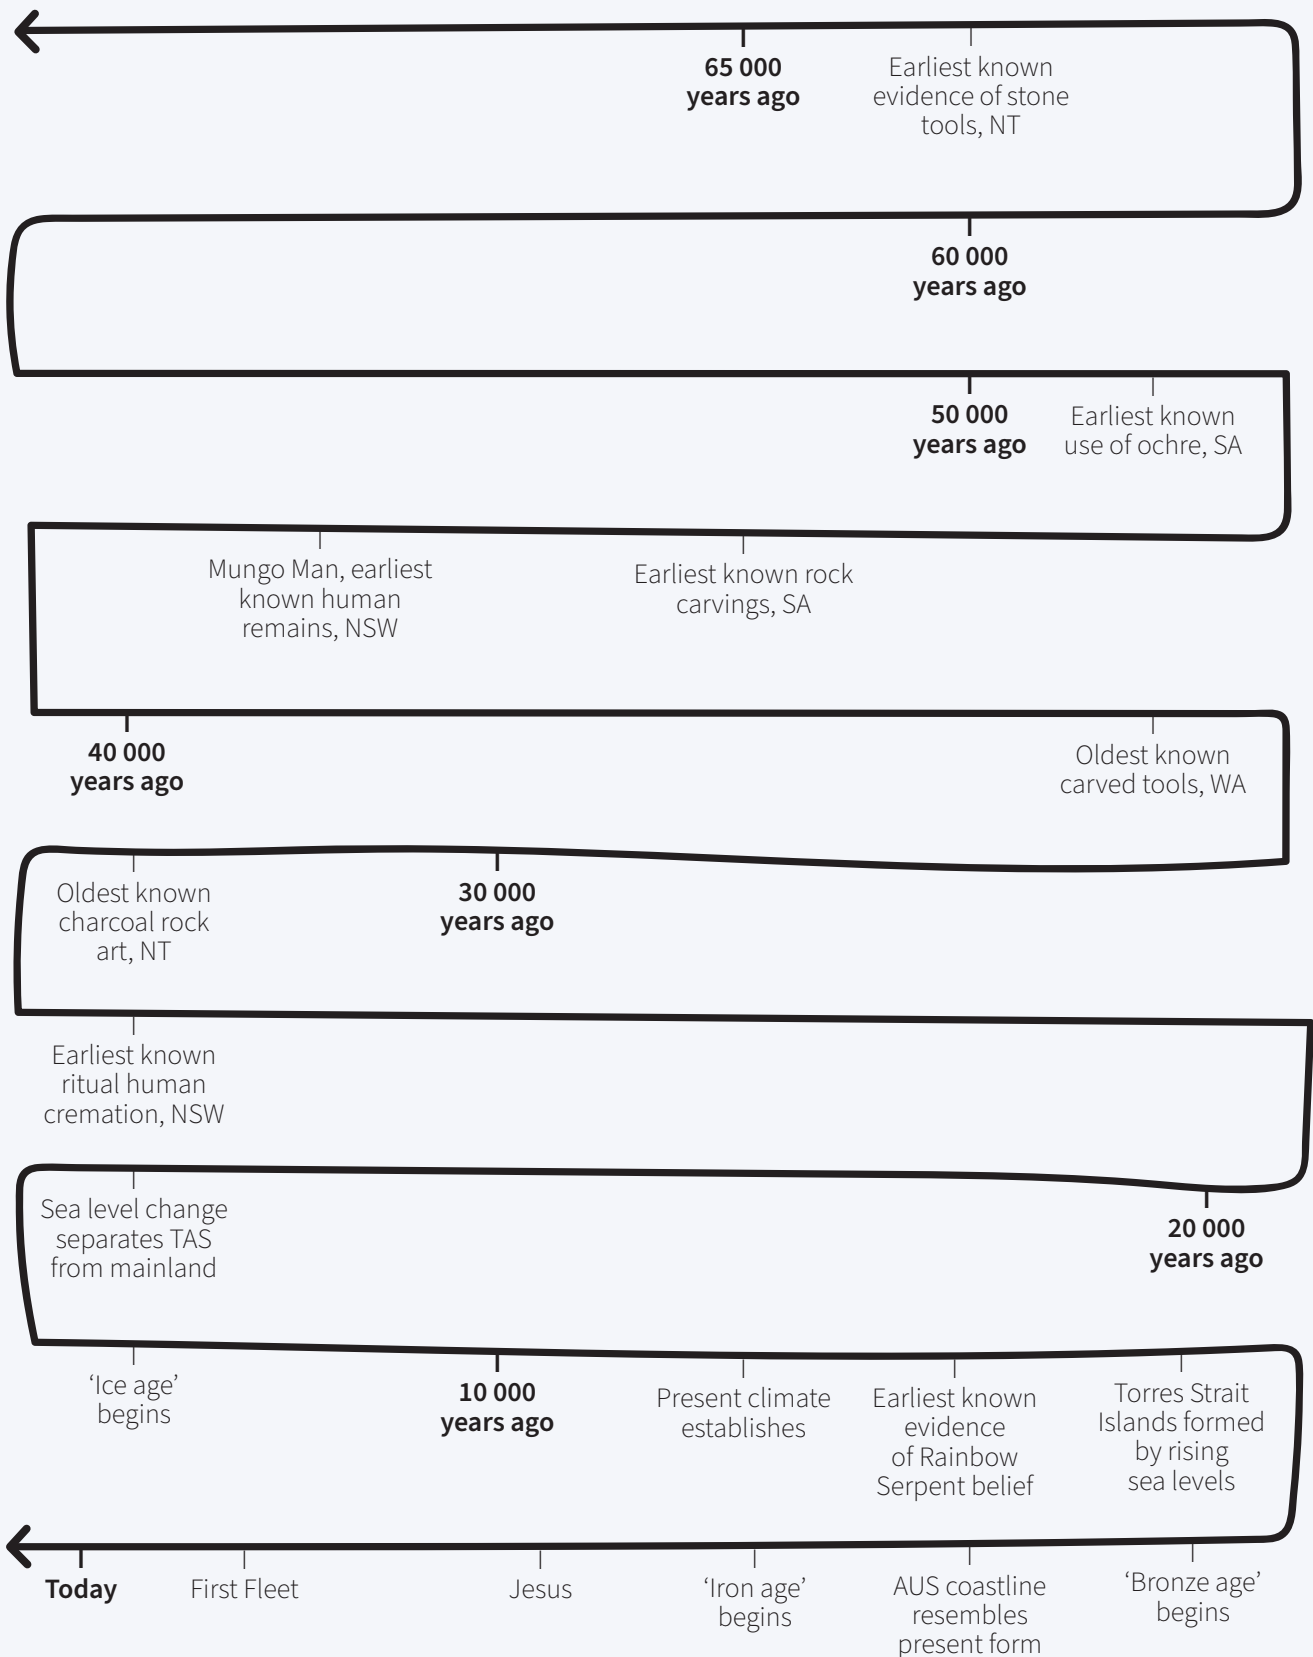 65 000
years ago
Earliest known
evidence of stone
tools, NT
60 000
years ago
50 000
years ago
Earliest known
use of ochre, SA
Mungo Man, earliest
known human
remains, NSW
Earliest known rock
carvings, SA
40 000
years ago
Oldest known
carved tools, WA
Oldest known
charcoal rock
art, NT
30 000
years ago
Earliest known
ritual human
cremation, NSW
Sea level change
separates TAS
from mainland
20 000
years ago
‘Ice age’
begins
10 000
years ago
Present climate
establishes
Earliest known
evidence
of Rainbow
Serpent belief
Torres Strait
Islands formed
by rising
sea levels
Today
First Fleet
Jesus
‘Iron age’
begins
AUS coastline
resembles
present form
‘Bronze age’
begins